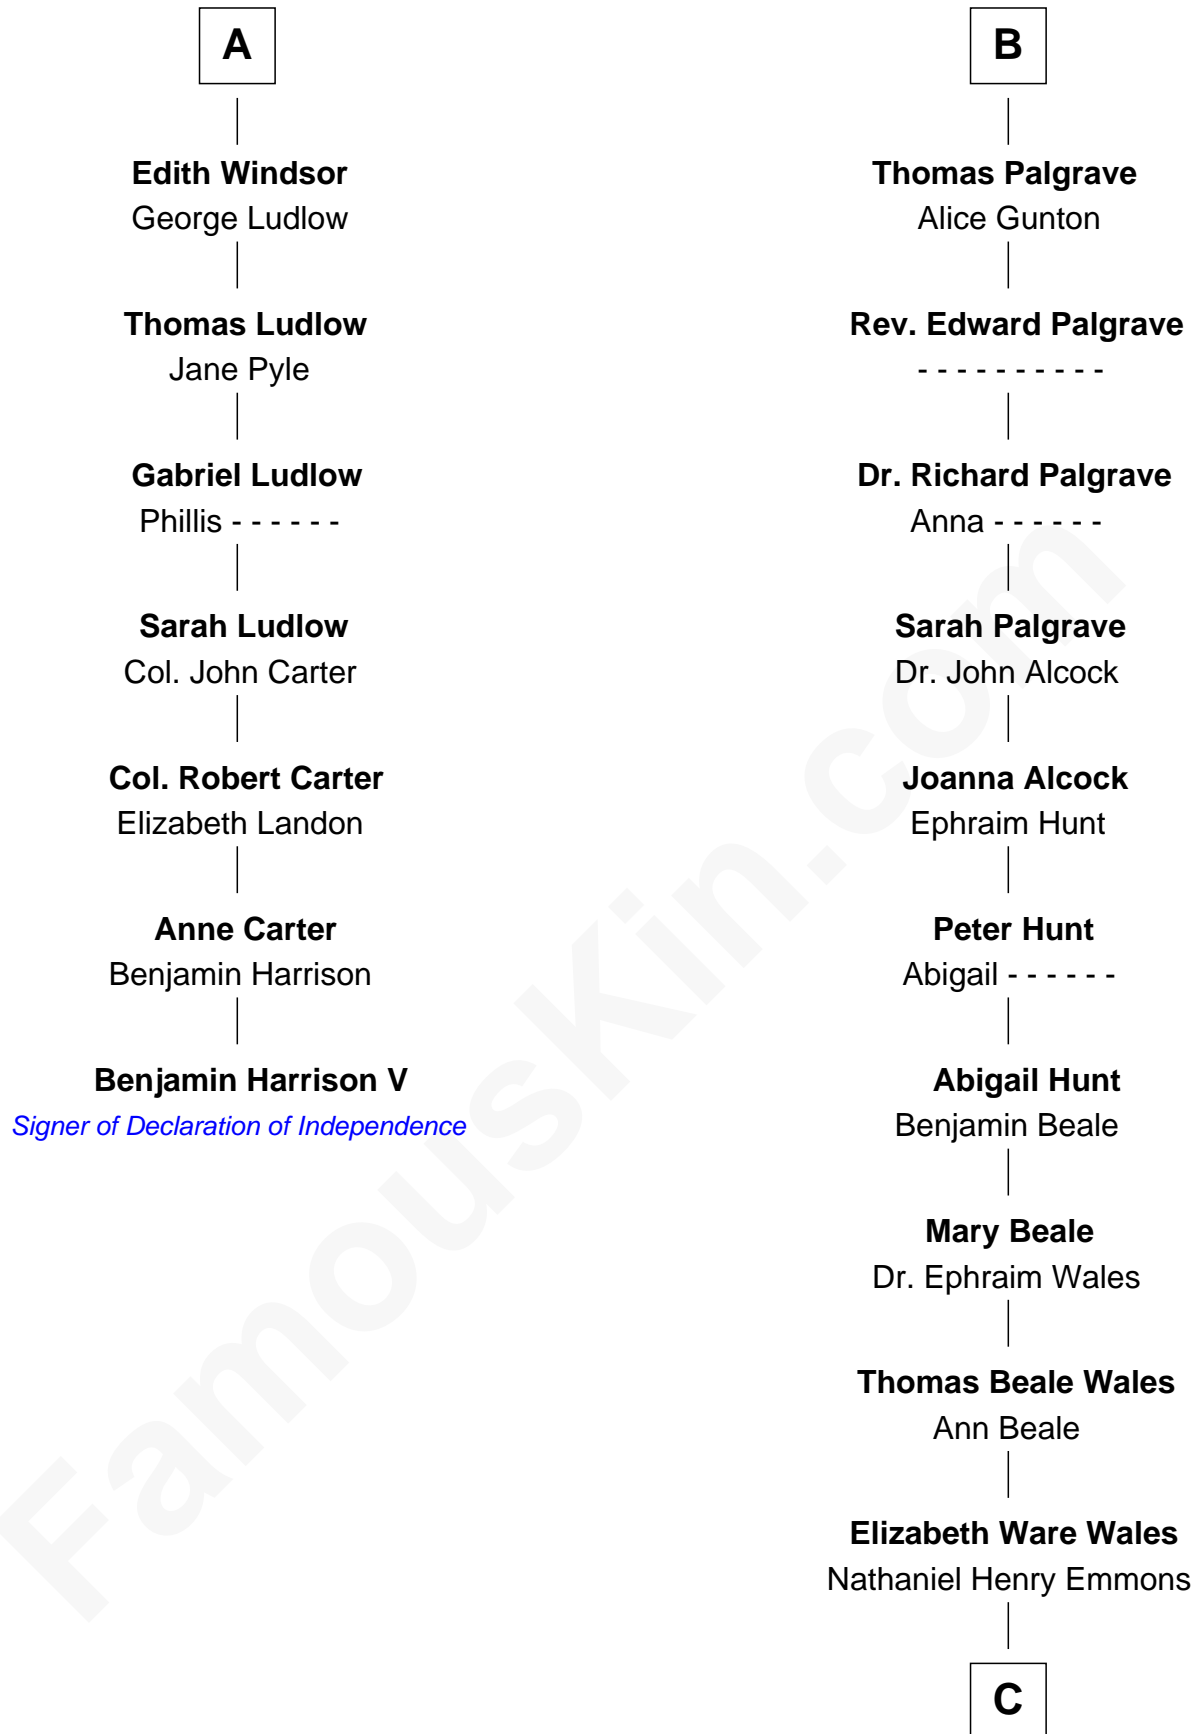 A
Edith Windsor
George Ludlow
Thomas Ludlow
Jane Pyle
Gabriel Ludlow
Phillis - - - - - -
Sarah Ludlow
Col. John Carter
Col. Robert Carter
Elizabeth Landon
Anne Carter
Benjamin Harrison
Benjamin Harrison V
Signer of Declaration of Independence
B
Thomas Palgrave
Alice Gunton
Rev. Edward Palgrave
- - - - - - - - - -
Dr. Richard Palgrave
Anna - - - - - -
Sarah Palgrave
Dr. John Alcock
Joanna Alcock
Ephraim Hunt
Peter Hunt
Abigail - - - - - -
Abigail Hunt
Benjamin Beale
Mary Beale
Dr. Ephraim Wales
Thomas Beale Wales
Ann Beale
Elizabeth Ware Wales
Nathaniel Henry Emmons
C
FamousKin.com